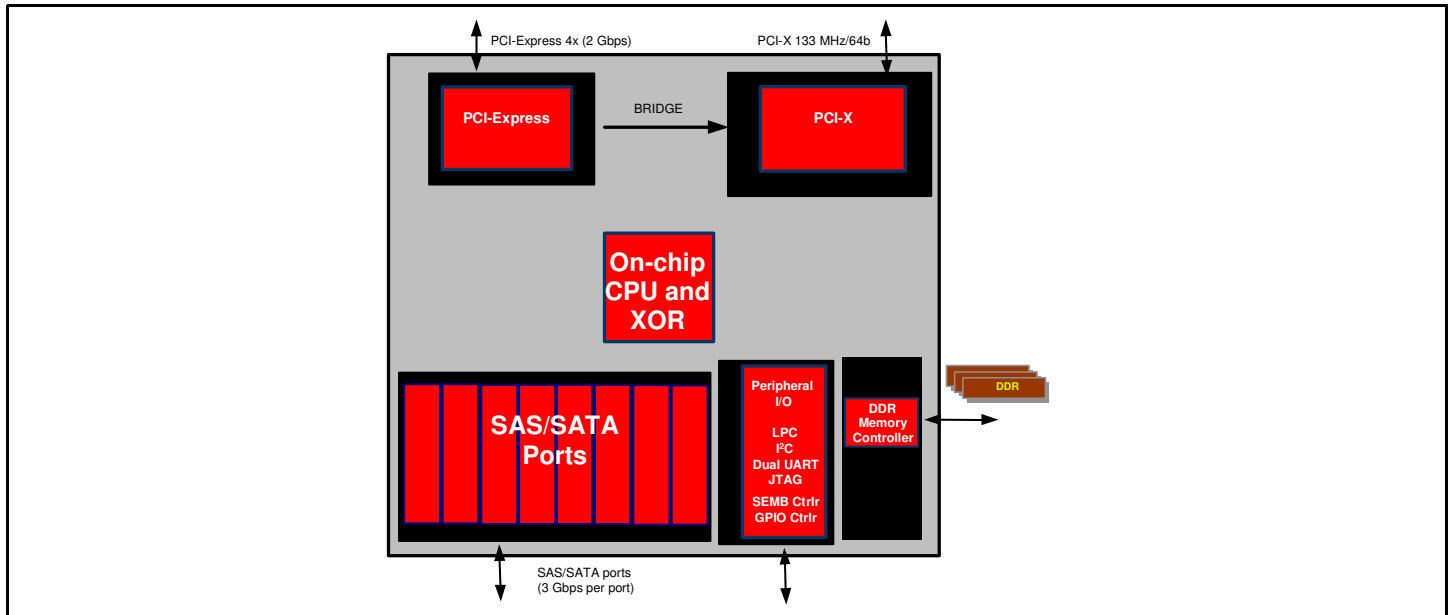 PCI-Express 4x (2 Gbps)
PCI-X 133 MHz/64b
PCI-Express
BRIDGE
PCI-X
On-chip
CPU and
XOR
SAS/SATA
Ports
Peripheral
I/O
LPC
I²C
Dual UART
JTAG
SEMB Ctrlr
GPIO Ctrlr
DDR
Memory
Controller
DDR
SAS/SATA ports
(3 Gbps per port)